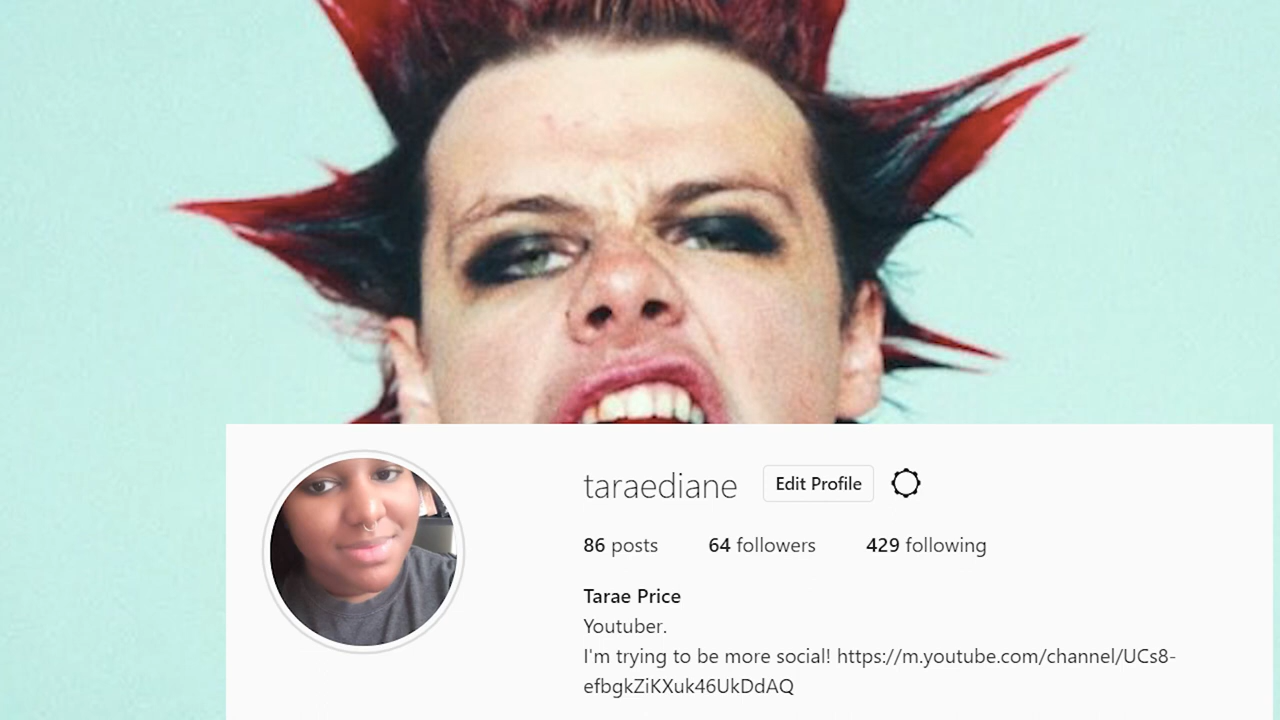 taraediane Edit Profile
86 posts 64 followers 429 following
Tarae Price
Youtuber.
I'm trying to be more social! https://m.youtube.com/channel/UCs8-
efbgkZiKXuk46UkDdAQ